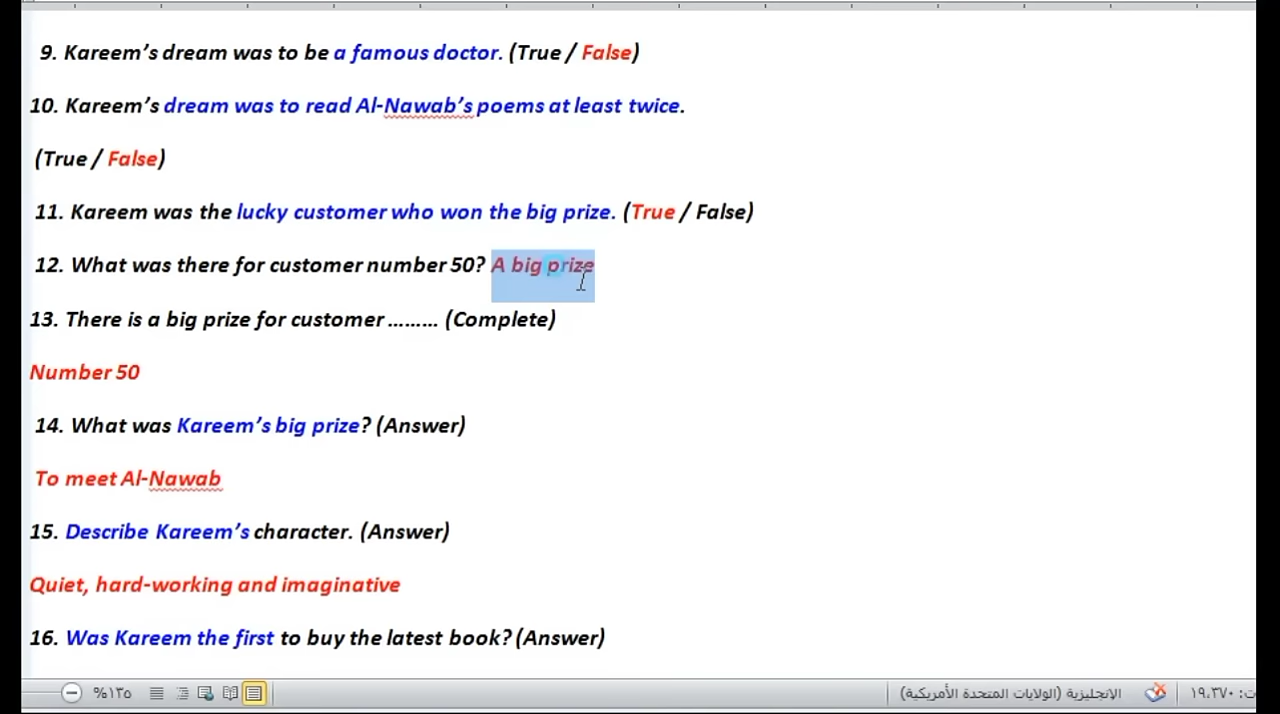 9. Kareem’s dream was to be a famous doctor. (True / False)
10. Kareem’s dream was to read Al-Nawab’s poems at least twice.
(True / False)
11. Kareem was the lucky customer who won the big prize. (True / False)
12. What was there for customer number 50? A big prize
13. There is a big prize for customer ......... (Complete)
Number 50
14. What was Kareem’s big prize? (Answer)
To meet Al-Nawab
15. Describe Kareem’s character. (Answer)
Quiet, hard-working and imaginative
16. Was Kareem the first to buy the latest book? (Answer)
%١٣٥ الإنجليزية (الولايات المتحدة الأمريكية) ١٩،٣٧٠